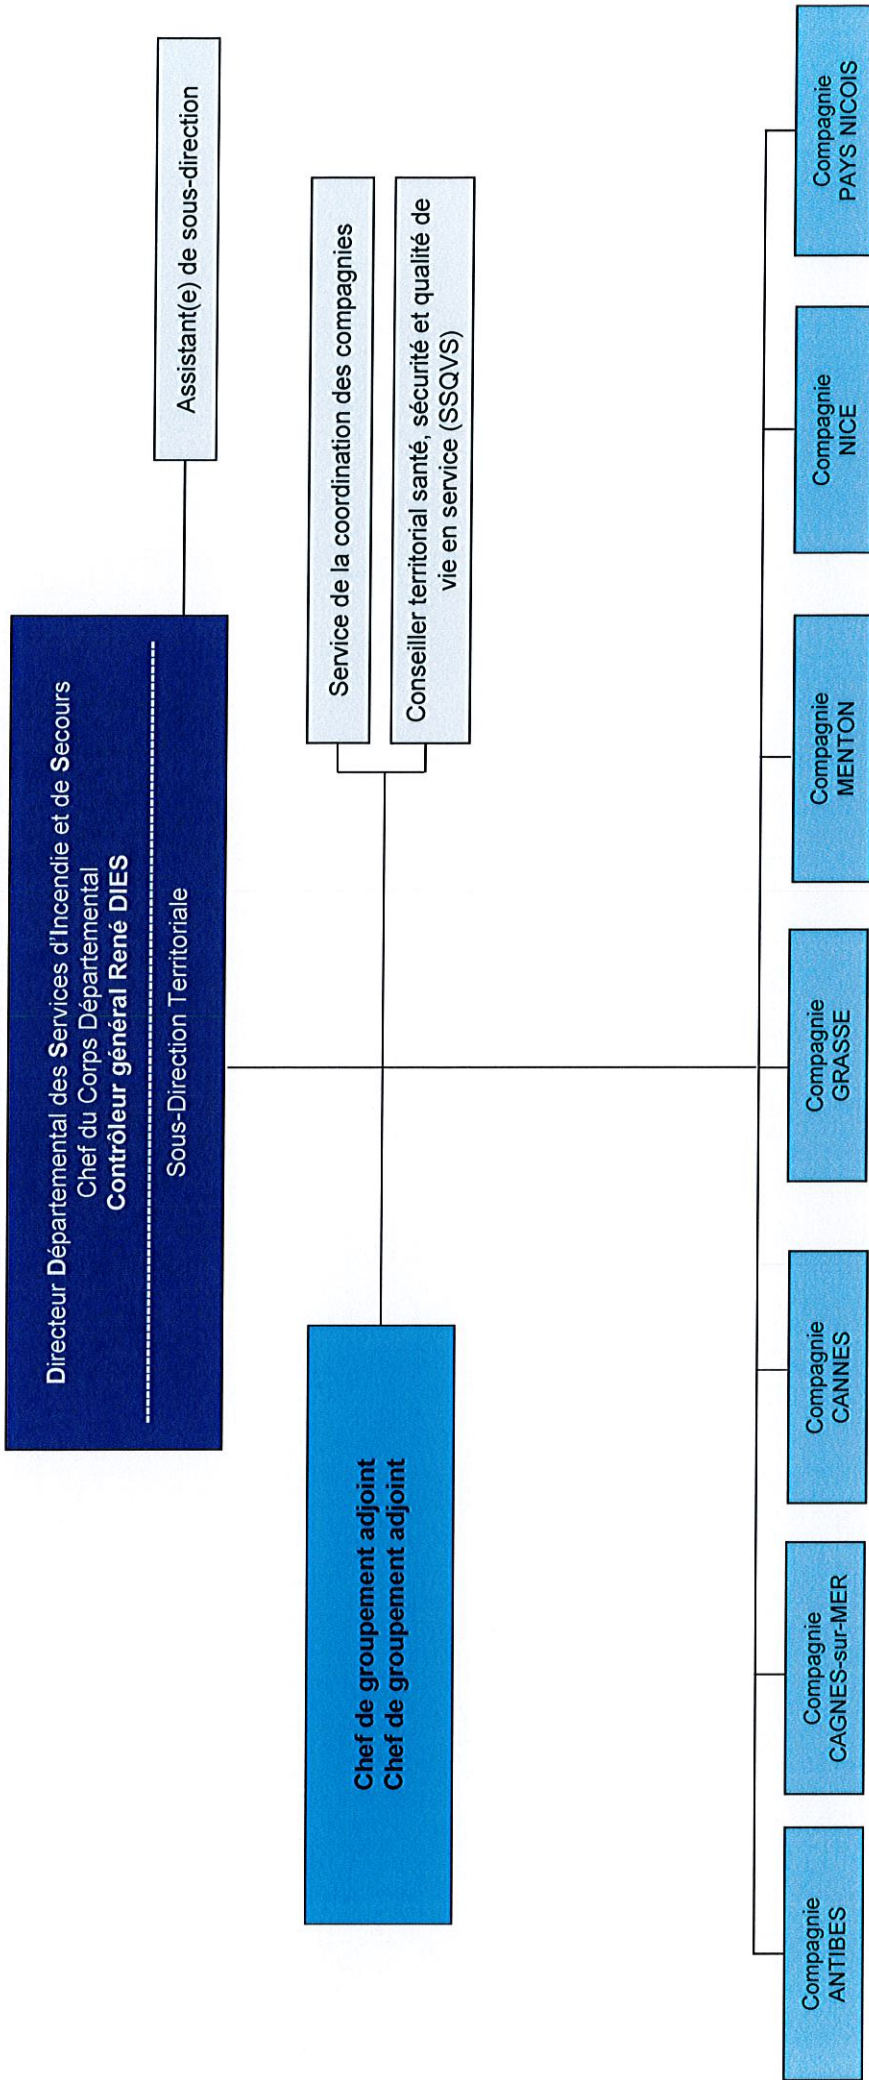 Directeur Départemental des Services d'Incendie et de Secours
Chef du Corps Départemental
Contrôleur général René DIES
Sous-Direction Territoriale
Assistant(e) de sous-direction
Chef de groupement adjoint
Chef de groupement adjoint
Service de la coordination des compagnies
Conseiller territorial santé, sécurité et qualité de
vie en service (SSQVS)
Compagnie
ANTIBES
Compagnie
CAGNES-sur-MER
Compagnie
CANNES
Compagnie
GRASSE
Compagnie
MENTON
Compagnie
NICE
Compagnie
PAYS NICOIS